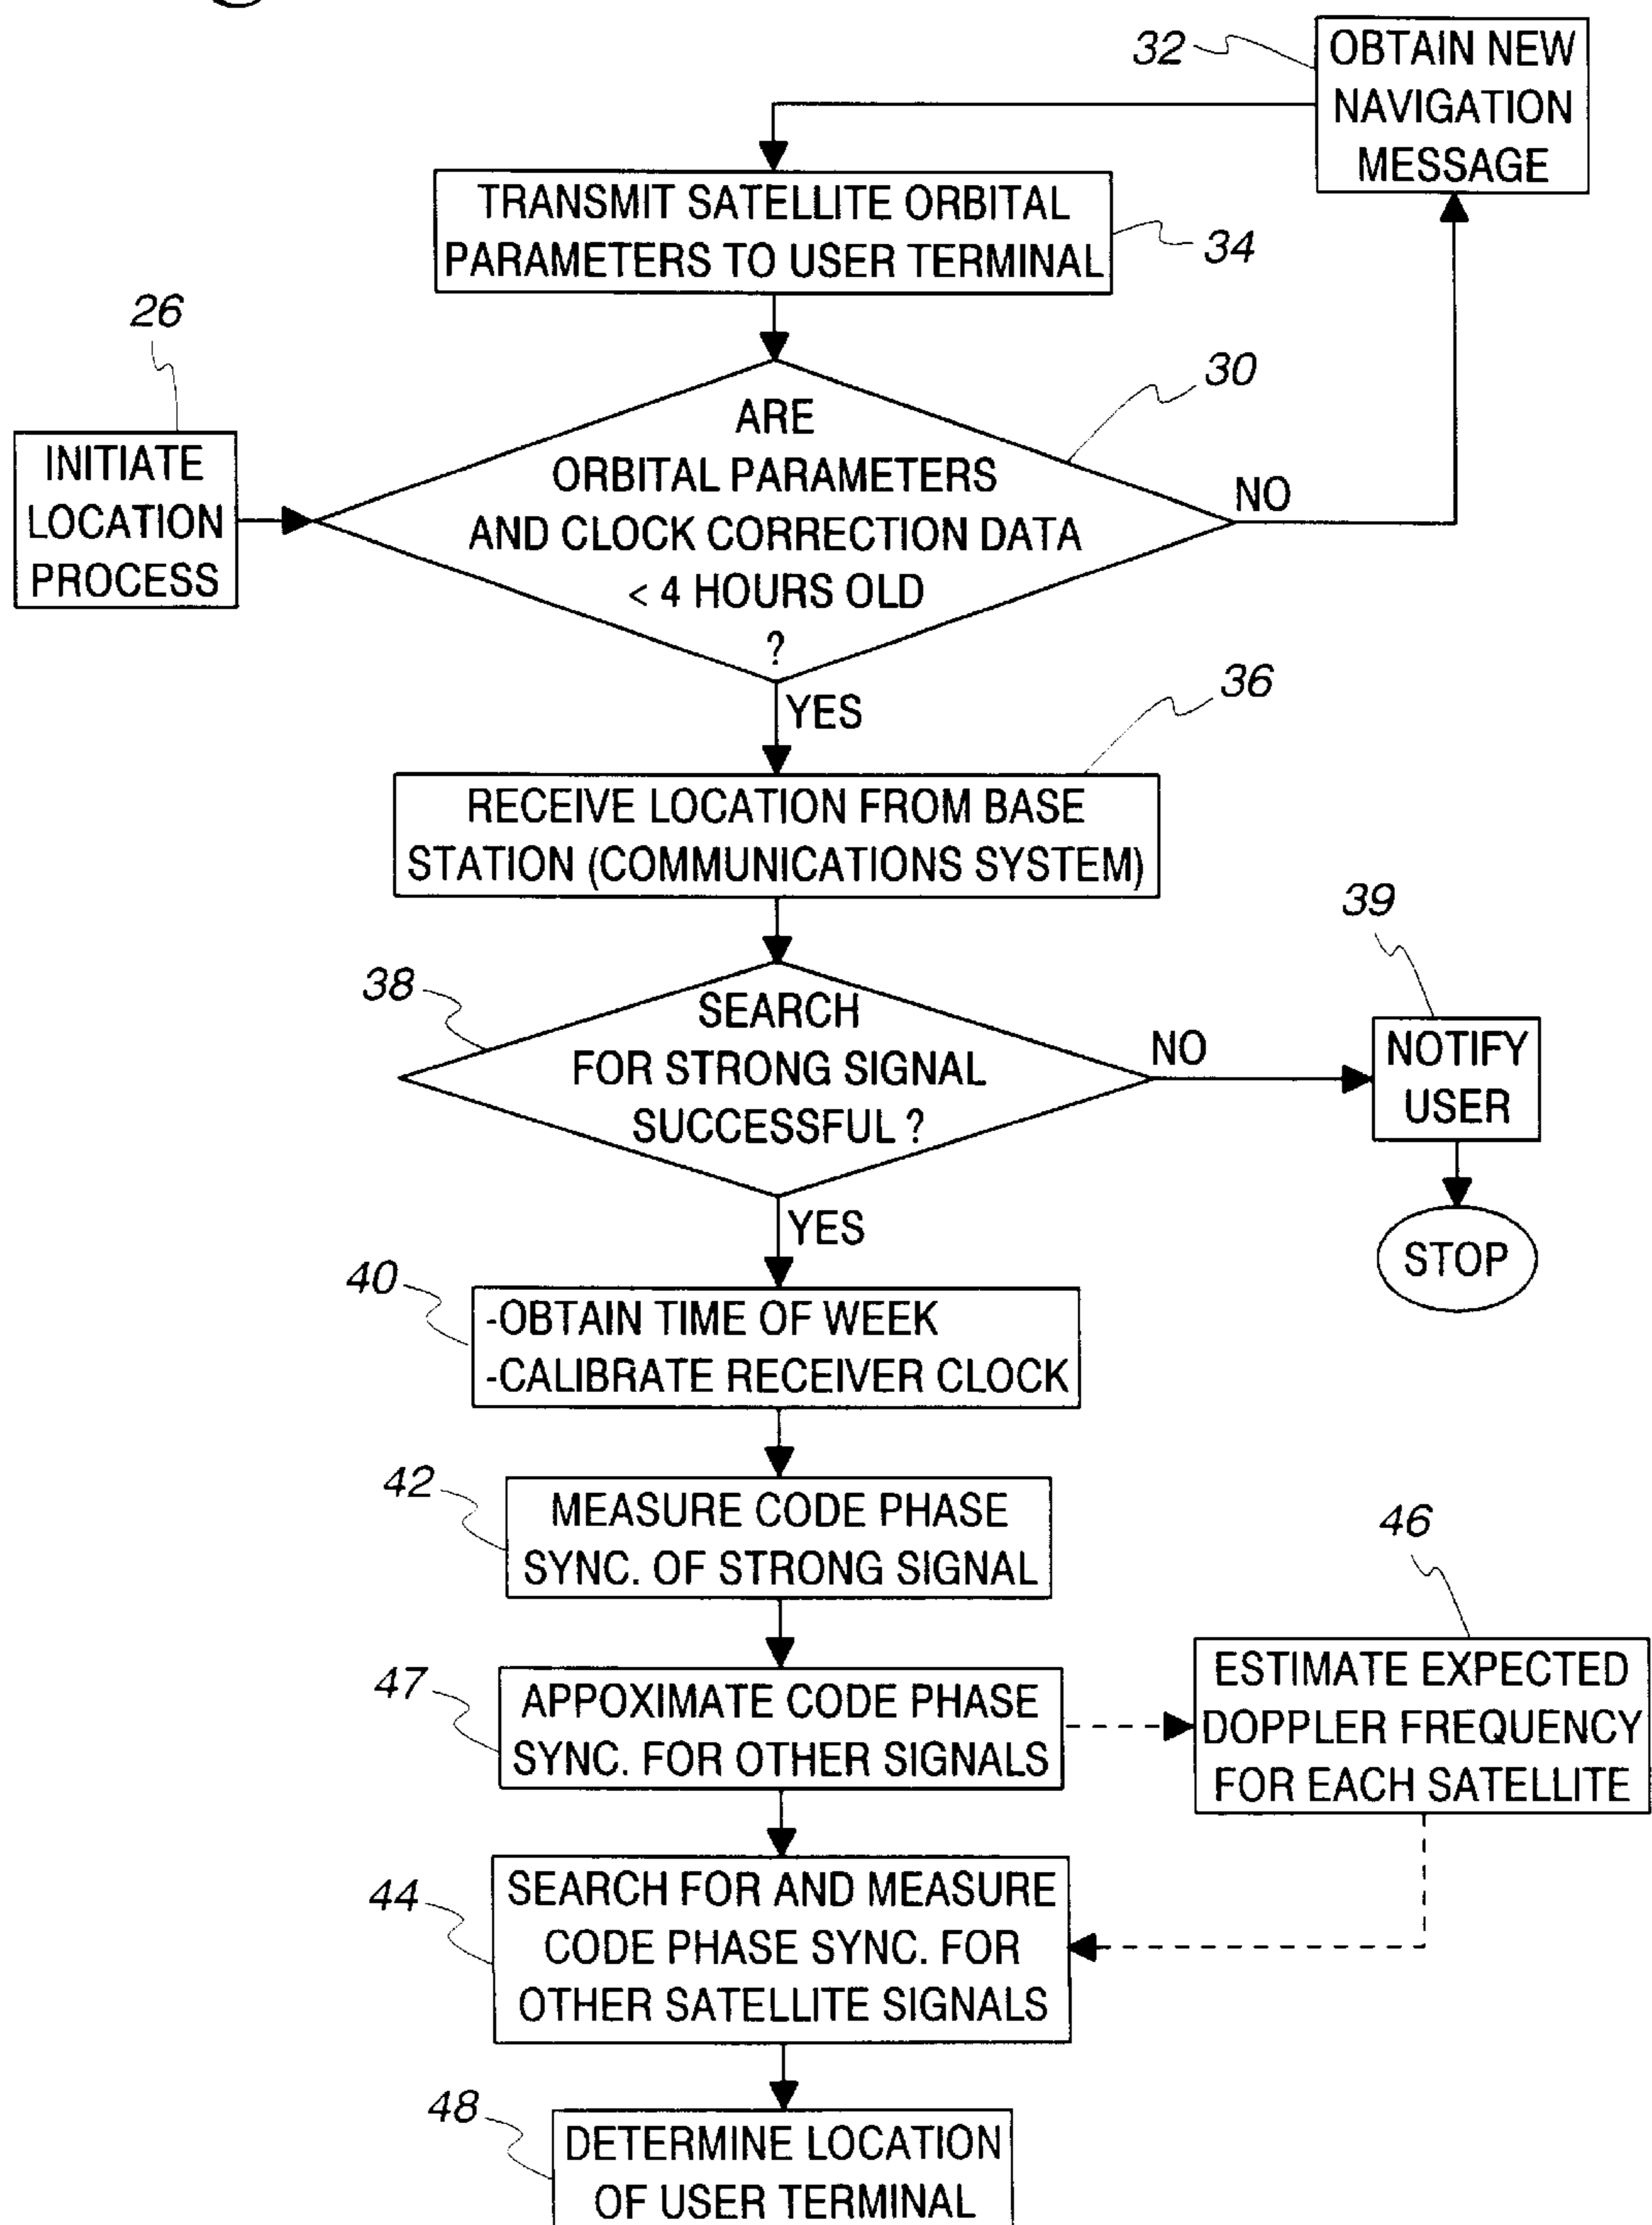 32
OBTAIN NEW
NAVIGATION
MESSAGE
TRANSMIT SATELLITE ORBITAL
PARAMETERS TO USER TERMINAL
34
26
INITIATE
LOCATION
PROCESS
30
ARE
ORBITAL PARAMETERS
AND CLOCK CORRECTION DATA
< 4 HOURS OLD
?
NO
YES
36
RECEIVE LOCATION FROM BASE
STATION (COMMUNICATIONS SYSTEM)
38
SEARCH
FOR STRONG SIGNAL
SUCCESSFUL ?
NO
39
NOTIFY
USER
STOP
YES
40
-OBTAIN TIME OF WEEK
-CALIBRATE RECEIVER CLOCK
42
MEASURE CODE PHASE
SYNC. OF STRONG SIGNAL
47
APPOXIMATE CODE PHASE
SYNC. FOR OTHER SIGNALS
46
ESTIMATE EXPECTED
DOPPLER FREQUENCY
FOR EACH SATELLITE
44
SEARCH FOR AND MEASURE
CODE PHASE SYNC. FOR
OTHER SATELLITE SIGNALS
48
DETERMINE LOCATION
OF USER TERMINAL